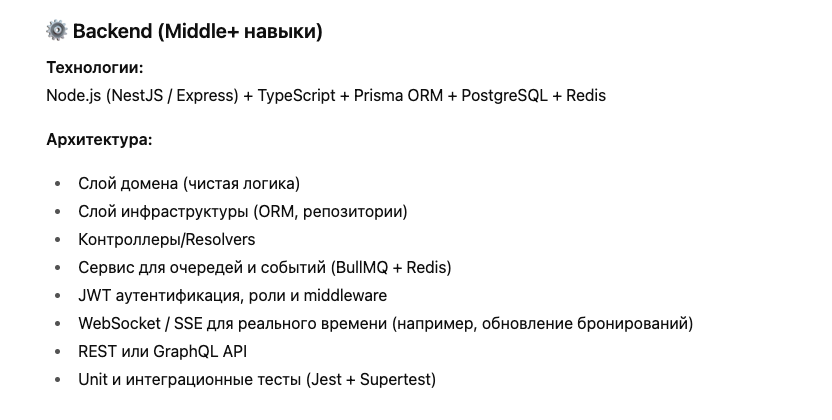 ⚙️ Backend (Middle+ навыки)
Технологии:
Node.js (NestJS / Express) + TypeScript + Prisma ORM + PostgreSQL + Redis
Архитектура:
• Слой домена (чистая логика)
• Слой инфраструктуры (ORM, репозитории)
• Контроллеры/Resolvers
• Сервис для очередей и событий (BullMQ + Redis)
• JWT аутентификация, роли и middleware
• WebSocket / SSE для реального времени (например, обновление бронирований)
• REST или GraphQL API
• Unit и интеграционные тесты (Jest + Supertest)